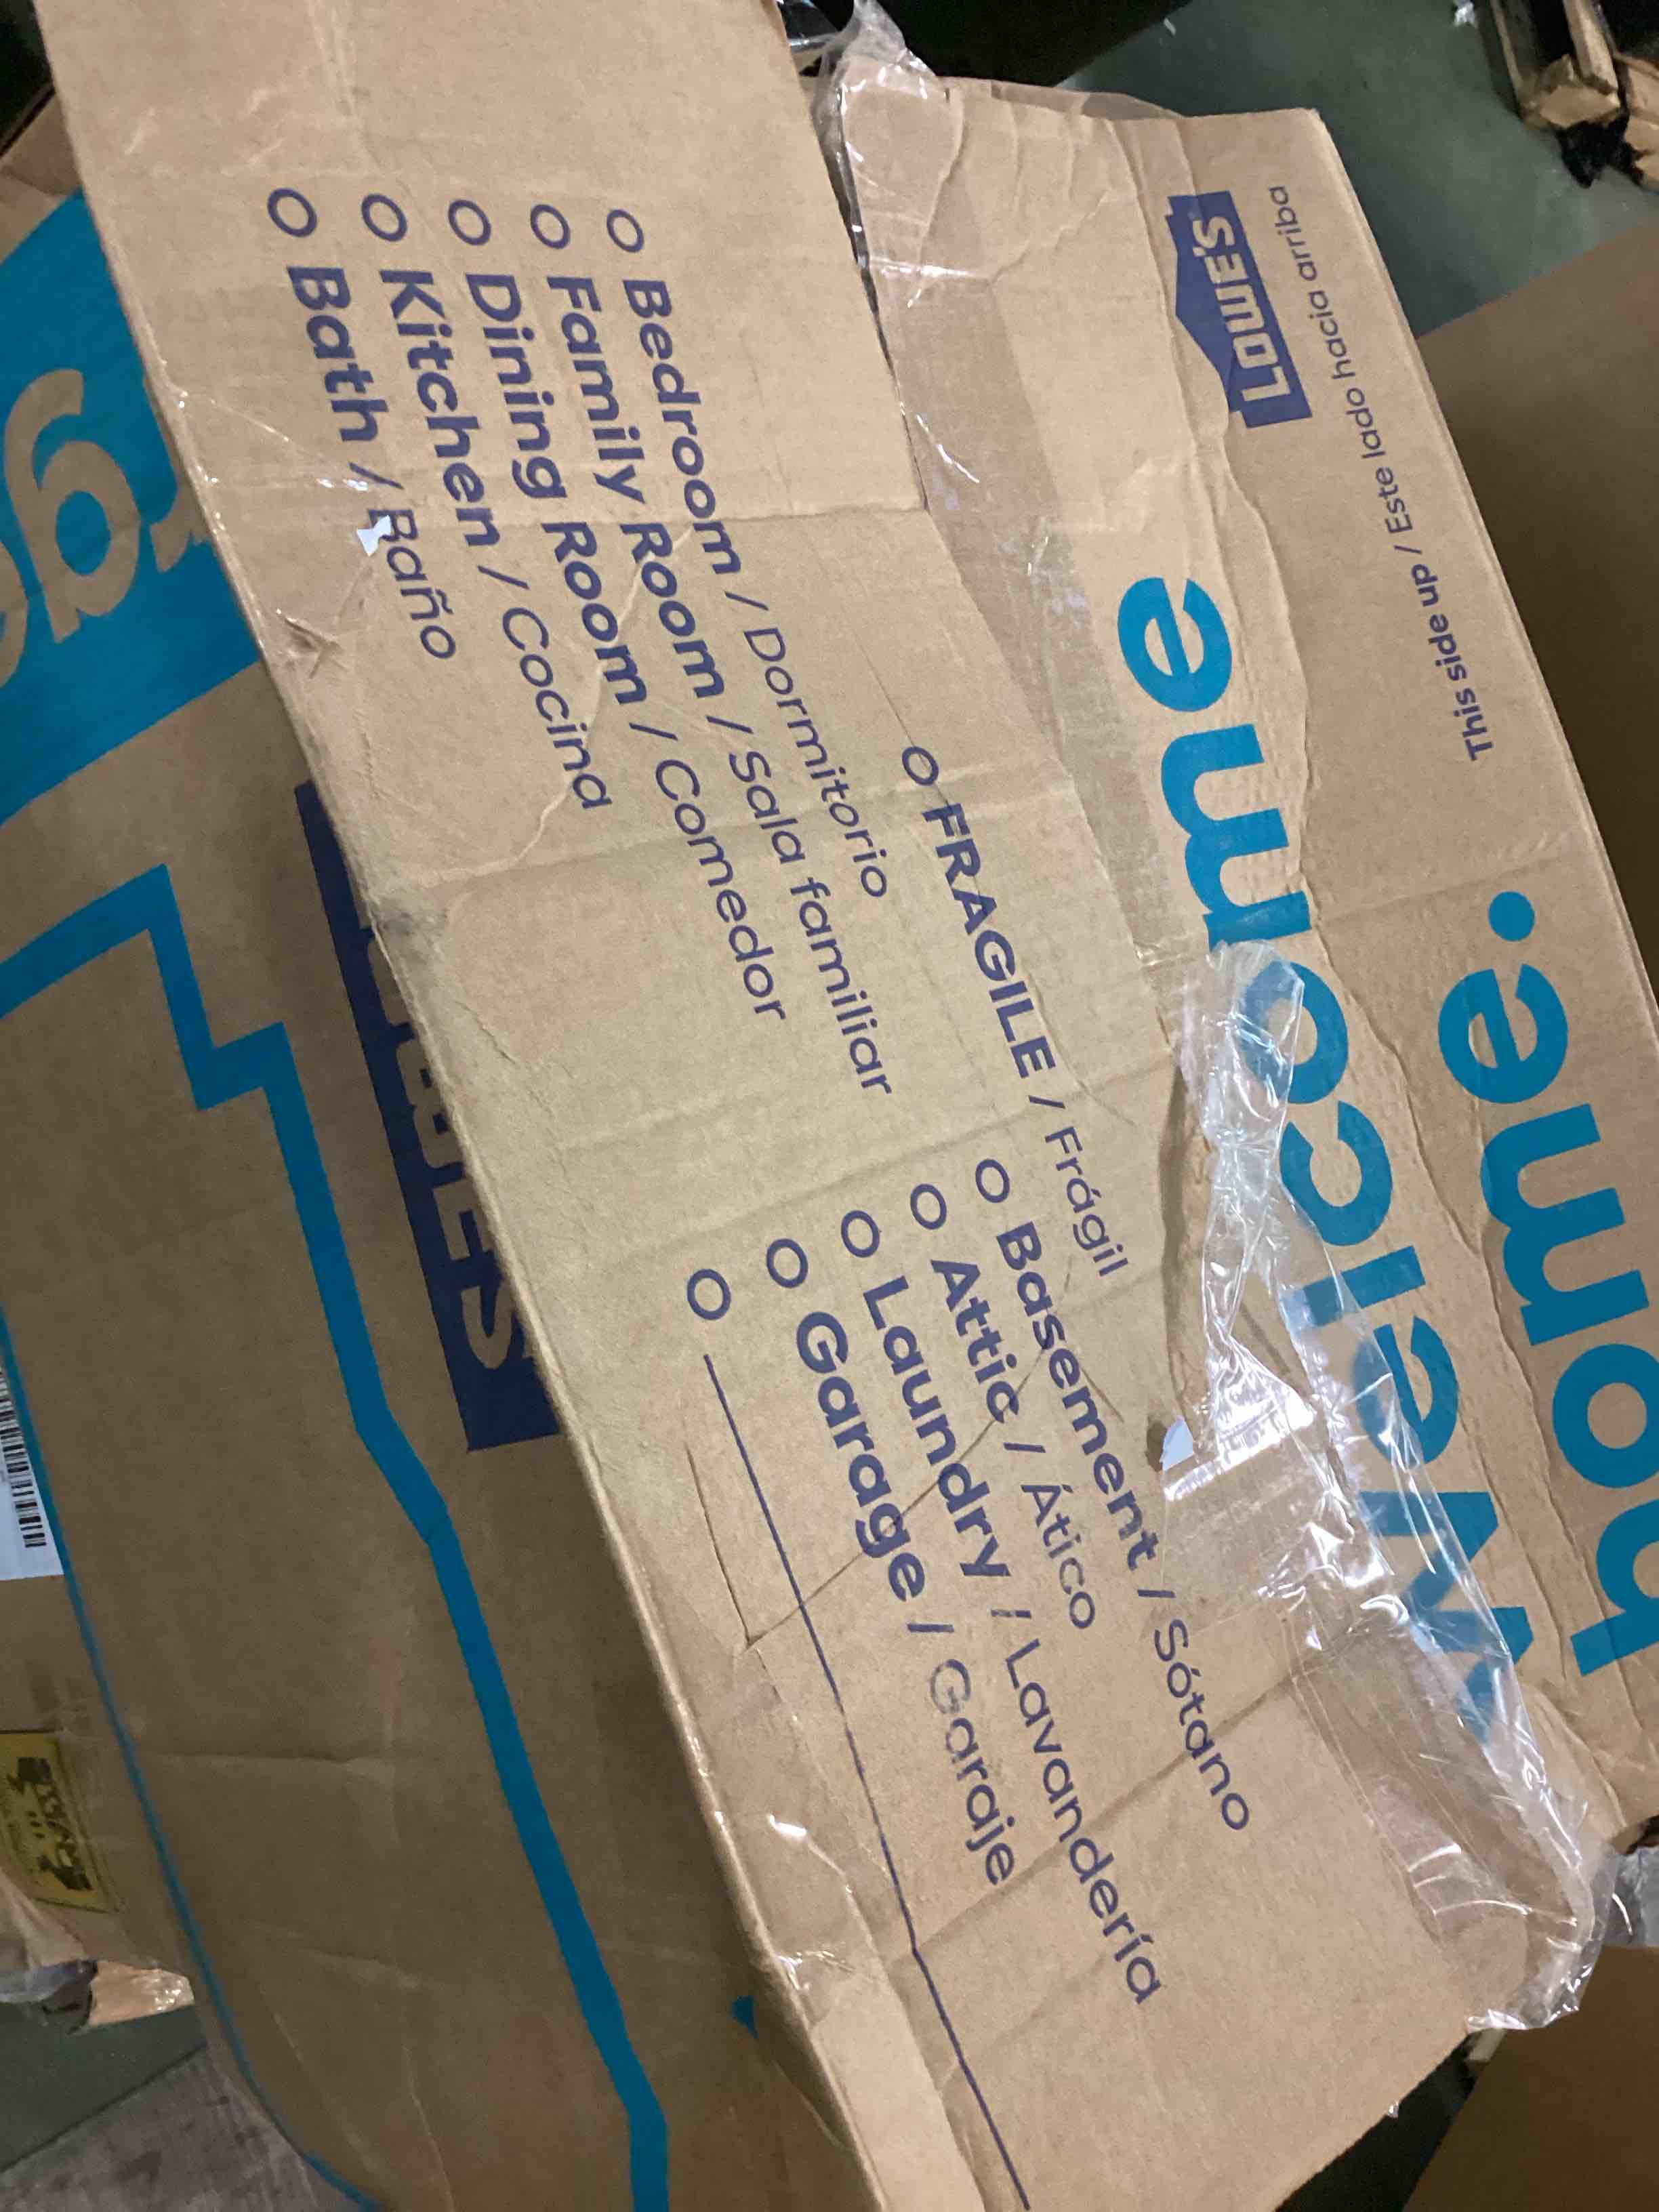 This side up / Este lado hacia arriba
LOWE'S
welcome
home.
FRAGILE / Frágil
Bedroom / Dormitorio
Family Room / Sala familiar
Dining Room / Comedor
Kitchen / Cocina
Bath / Baño
Basement / Sótano
Attic / Ático
Laundry / Lavandería
Garage / Garaje